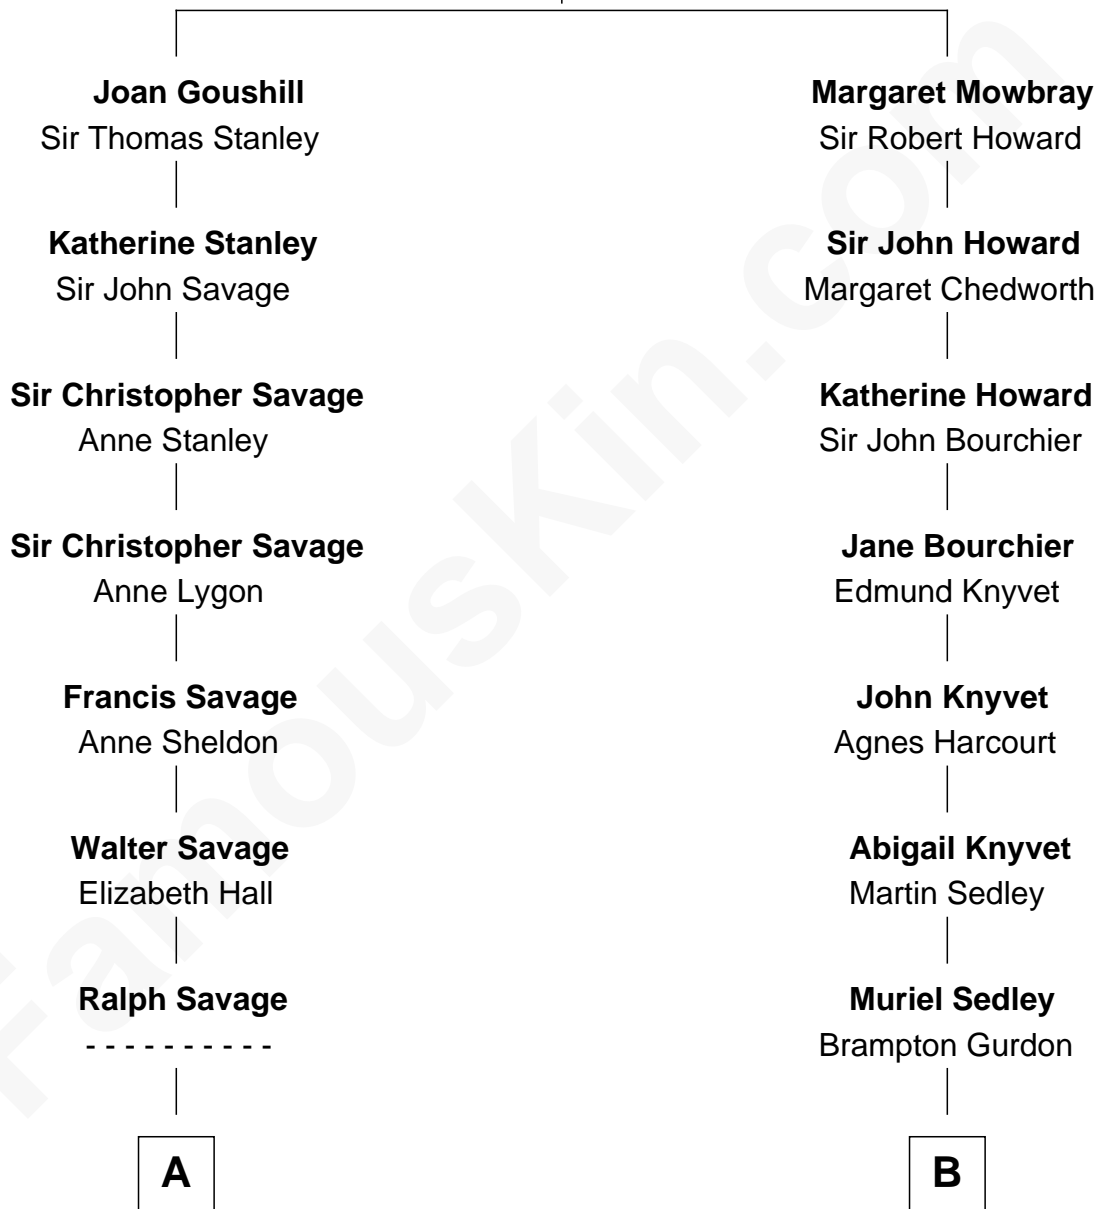 Joan Goushill
Sir Thomas Stanley
Katherine Stanley
Sir John Savage
Sir Christopher Savage
Anne Stanley
Sir Christopher Savage
Anne Lygon
Francis Savage
Anne Sheldon
Walter Savage
Elizabeth Hall
Ralph Savage
- - - - - - - - - -
A
Margaret Mowbray
Sir Robert Howard
Sir John Howard
Margaret Chedworth
Katherine Howard
Sir John Bourchier
Jane Bourchier
Edmund Knyvet
John Knyvet
Agnes Harcourt
Abigail Knyvet
Martin Sedley
Muriel Sedley
Brampton Gurdon
B
FamousKin.com